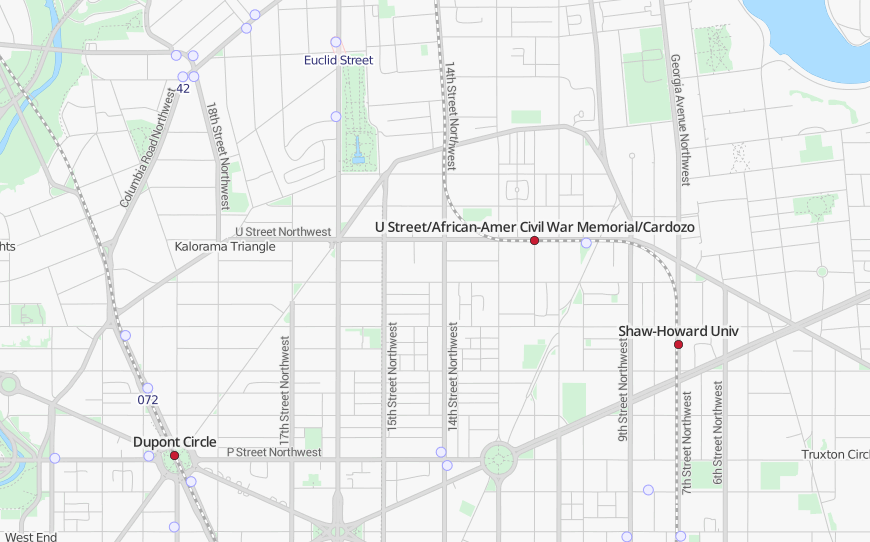 Euclid Street
42
14th Street Northwest
Georgia Avenue Northwest
Columbia Road Northwest
18th Street Northwest
U Street Northwest
U Street/African-Amer Civil War Memorial/Cardozo
hts
Kalorama Triangle
Shaw-Howard Univ
17th Street Northwest
15th Street Northwest
14th Street Northwest
9th Street Northwest
7th Street Northwest
6th Street Northwest
072
Dupont Circle
P Street Northwest
Truxton Circl
West End